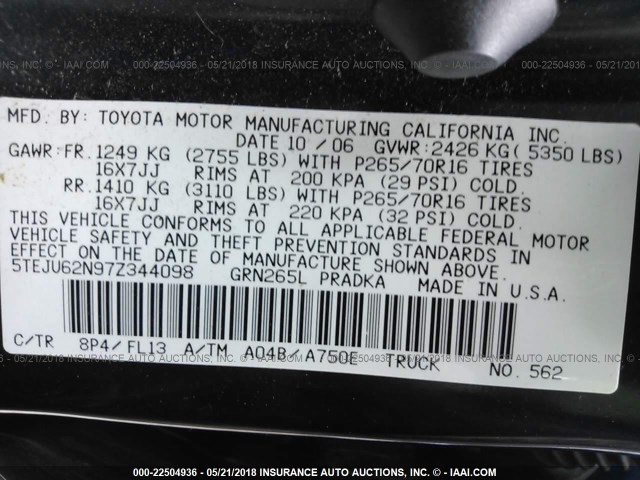 000-22504936 - 05/21/2018 INSURANCE AUTO AUCTIONS, INC. - © IAAI.COM
MFD. BY: TOYOTA MOTOR MANUFACTURING CALIFORNIA INC.
DATE 10 /06 GVWR: 2426 KG( 5350 LBS)
GAWR: FR. 1249 KG (2755 LBS) WITH P265/70R16 TIRES
16X7JJ RIMS AT 200 KPA (29 PSI) COLD.
RR. 1410 KG (3110 LBS) WITH P265/70R16 TIRES
16X7JJ RIMS AT 220 KPA (32 PSI) COLD.
THIS VEHICLE CONFORMS TO ALL APPLICABLE FEDERAL MOTOR
VEHICLE SAFETY AND THEFT PREVENTION STANDARDS IN
EFFECT ON THE DATE OF MANUFACTURE SHOWN ABOVE.
5TEJU62N97Z344098 GRN265L PRADKA MADE IN U.S.A.
C/TR 8P4/ FL13 A/TM A04B/A750E TRUCK NO. 562
000-22504936 - 05/21/2018 INSURANCE AUTO AUCTIONS, INC. - © IAAI.COM